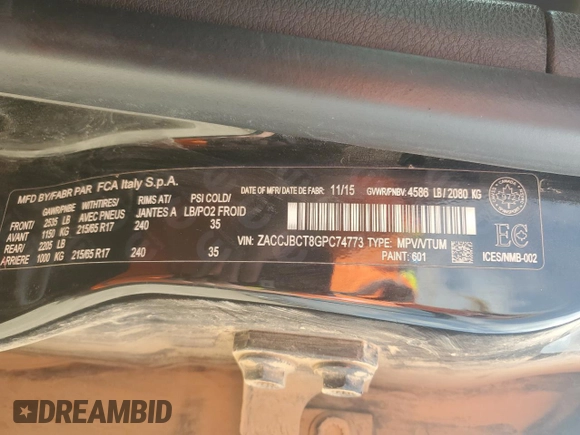 MFD BY/FABR PAR FCA Italy S.p.A.
DATE OF MFR/DATE DE FABR: 11/15 GVWR/PNBV: 4586 LB/2080 KG
GWR/PNBE WITHTIRES/ RIMS AT/ PSI COLD/
AVEC PNEUS JANTES A LB/PO2 FROID
FRONT/ 2535 LB
AVANT 1150 KG 215/65 R17 240 35
REAR/ 2205 LB
ARRIERE 1000 KG 215/65 R17 240 35
VIN: ZACCJBCT8GPC74773 TYPE: MPV/VTUM
PAINT: 601
EC
ICES/NMB-002
DREAMBID